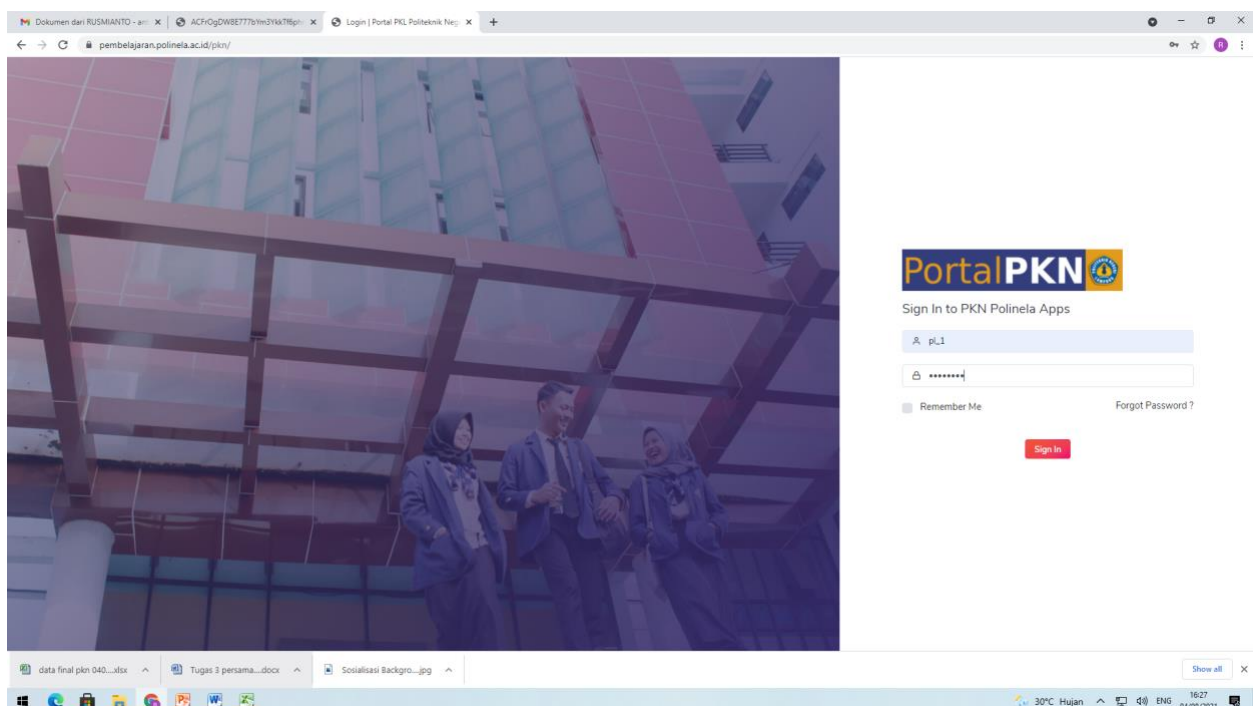 Dokumen dari RUSMIANTO - am
Login | Portal PKL Politeknik Neg
pembelajaran.polinela.ac.id/pkn/
R
PortalPKN
Sign In to PKN Polinela Apps
pl_1
••••••••
Remember Me
Forgot Password ?
Sign In
data final pkn 040....xlsx
Tugas 3 persama....docx
Sosialisasi Backgro....jpg
Show all
30°C Hujan
ENG
16:27